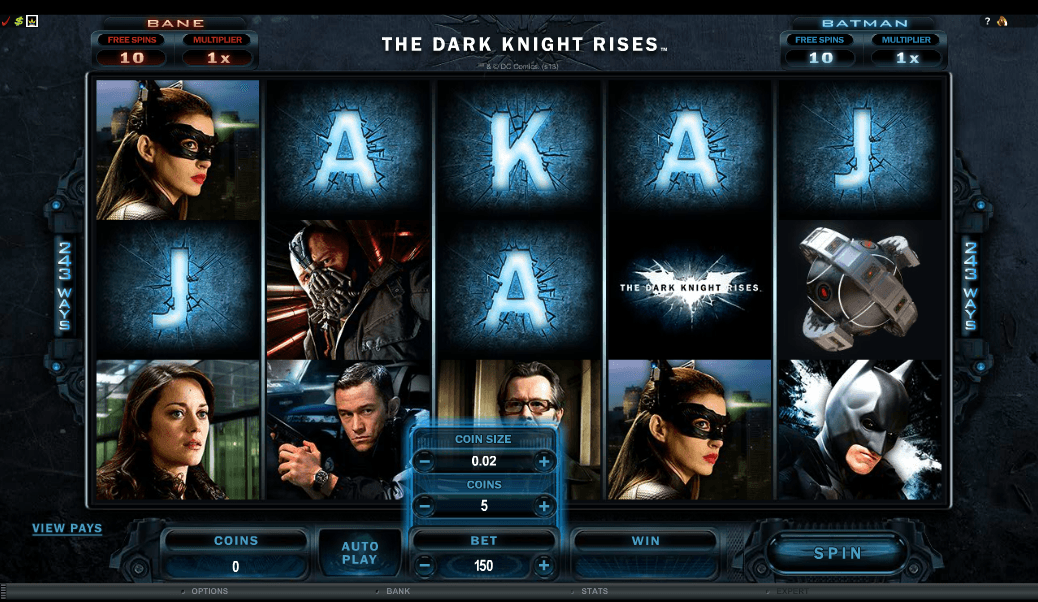 BANE
FREE SPINS
MULTIPLIER
10
1x
THE DARK KNIGHT RISES™
™ & © DC Comics. (s13)
BATMAN
FREE SPINS
MULTIPLIER
10
1x
?
A
K
A
J
243 WAYS
J
A
THE DARK KNIGHT RISES
243 WAYS
COIN SIZE
0.02
COINS
5
VIEW PAYS
COINS
0
AUTO
PLAY
BET
150
WIN
SPIN
OPTIONS
BANK
STATS
EXPERT